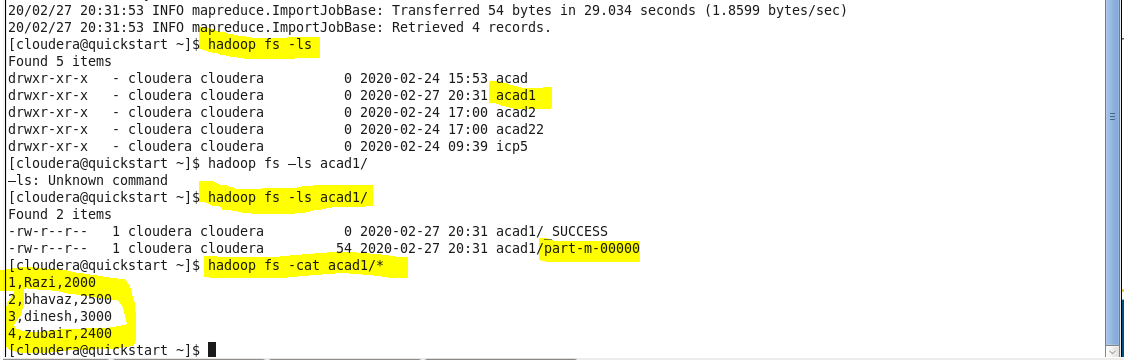 20/02/27 20:31:53 INFO mapreduce.ImportJobBase: Transferred 54 bytes in 29.034 seconds (1.8599 bytes/sec)
20/02/27 20:31:53 INFO mapreduce.ImportJobBase: Retrieved 4 records.
[cloudera@quickstart ~]$ hadoop fs -ls
Found 5 items
drwxr-xr-x   - cloudera cloudera          0 2020-02-24 15:53 acad
drwxr-xr-x   - cloudera cloudera          0 2020-02-27 20:31 acad1
drwxr-xr-x   - cloudera cloudera          0 2020-02-24 17:00 acad2
drwxr-xr-x   - cloudera cloudera          0 2020-02-24 17:00 acad22
drwxr-xr-x   - cloudera cloudera          0 2020-02-24 09:39 icp5
[cloudera@quickstart ~]$ hadoop fs –ls acad1/
–ls: Unknown command
[cloudera@quickstart ~]$ hadoop fs -ls acad1/
Found 2 items
-rw-r--r--   1 cloudera cloudera          0 2020-02-27 20:31 acad1/_SUCCESS
-rw-r--r--   1 cloudera cloudera         54 2020-02-27 20:31 acad1/part-m-00000
[cloudera@quickstart ~]$ hadoop fs -cat acad1/*
1,Razi,2000
2,bhavaz,2500
3,dinesh,3000
4,zubair,2400
[cloudera@quickstart ~]$